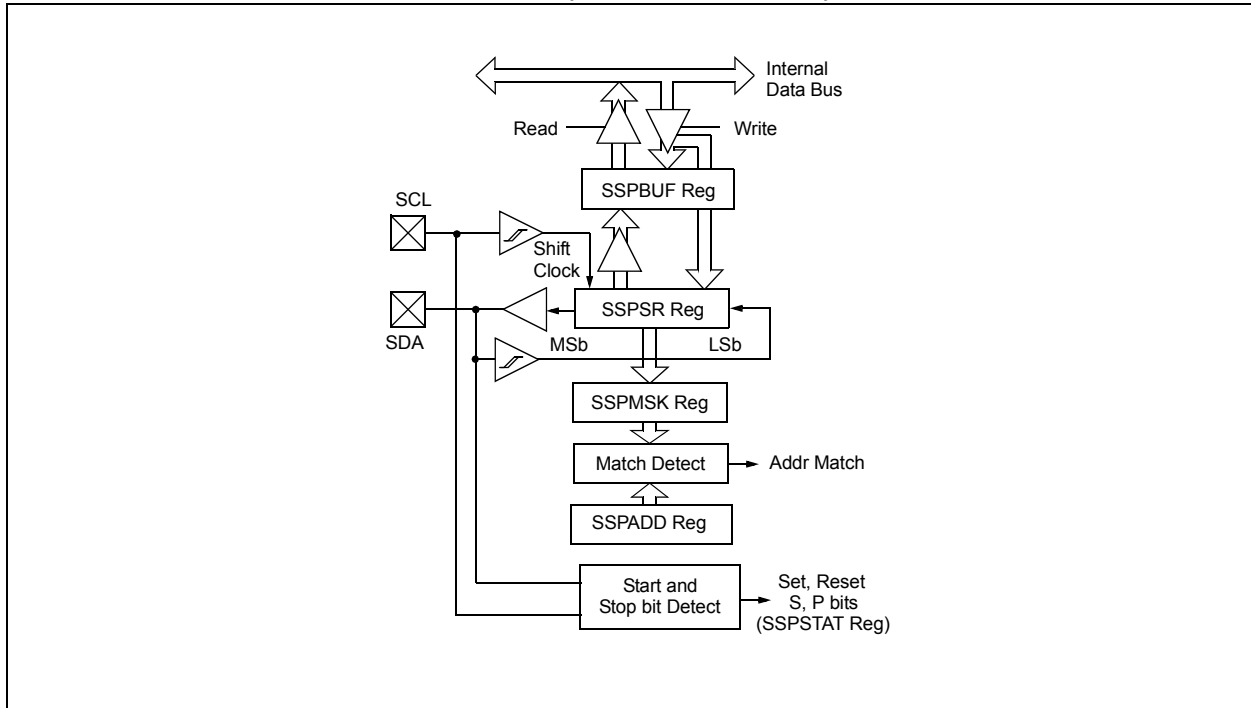 Internal
Data Bus
Read
Write
SSPBUF Reg
SCL
Shift
Clock
SSPSR Reg
SDA
MSb
LSb
SSPMSK Reg
Match Detect
Addr Match
SSPADD Reg
Start and
Stop bit Detect
Set, Reset
S, P bits
(SSPSTAT Reg)